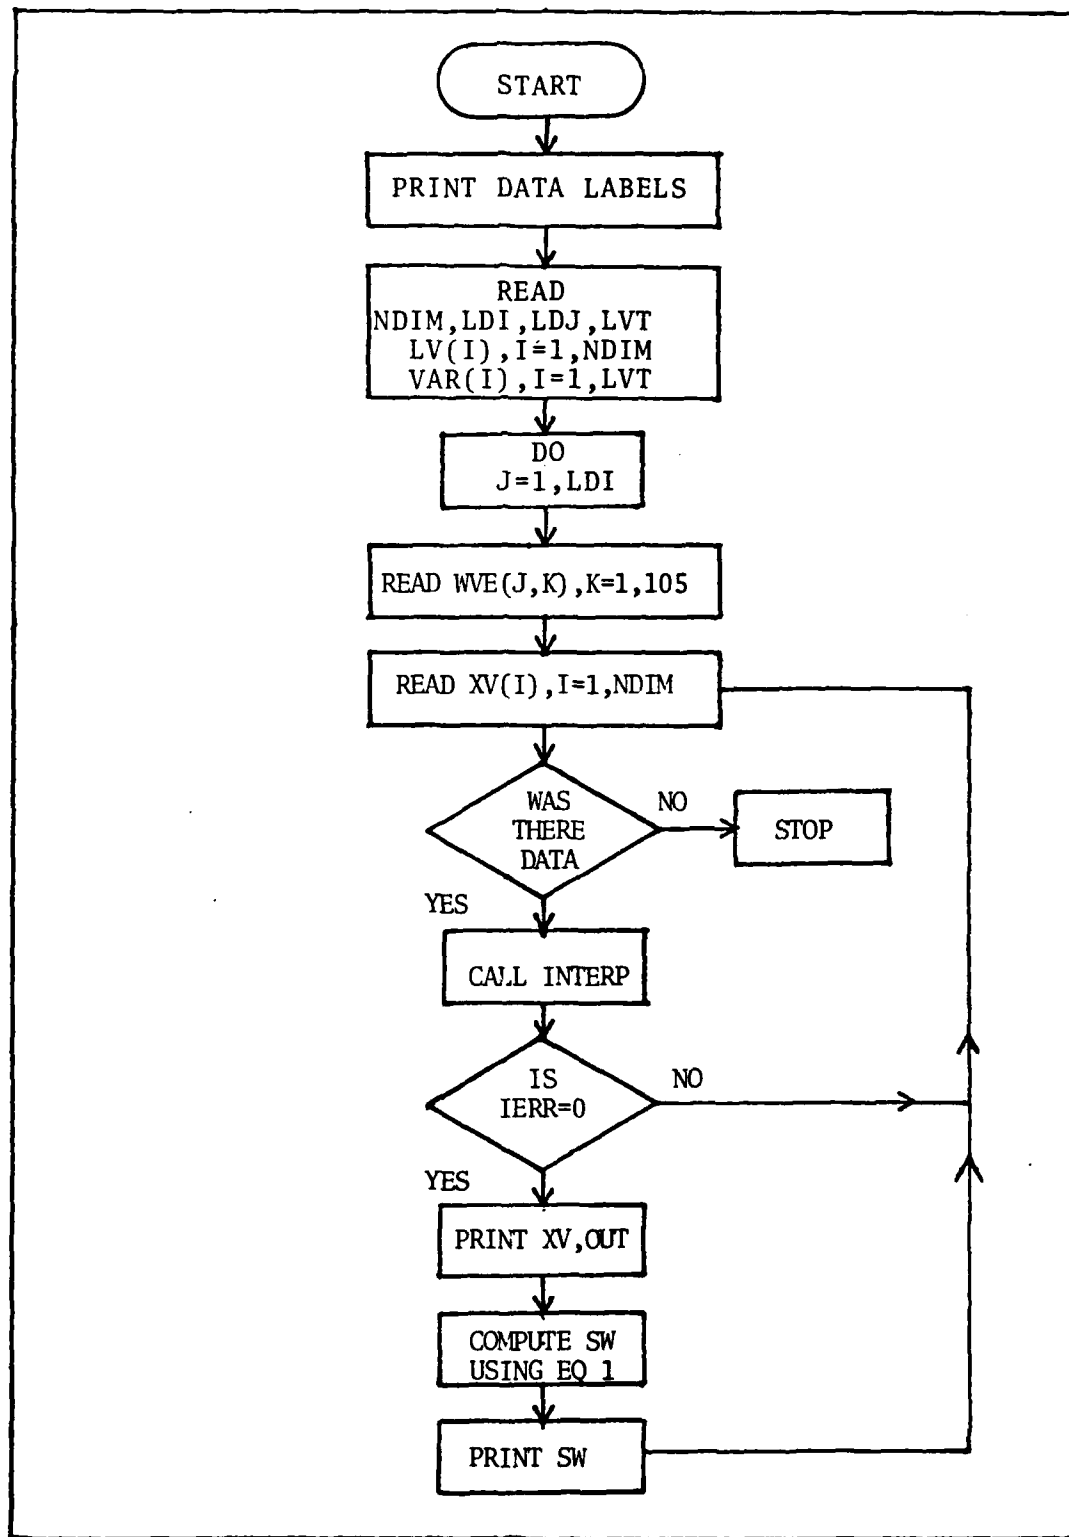 START
PRINT DATA LABELS
READ
NDIM,LDI,LDJ,LVT
LV(I),I=1,NDIM
VAR(I),I=1,LVT
DO
J=1,LDI
READ WVE(J,K),K=1,105
READ XV(I),I=1,NDIM
WAS
THERE
DATA
NO
STOP
YES
CALL INTERP
IS
IERR=0
NO
YES
PRINT XV,OUT
COMPUTE SW
USING EQ 1
PRINT SW